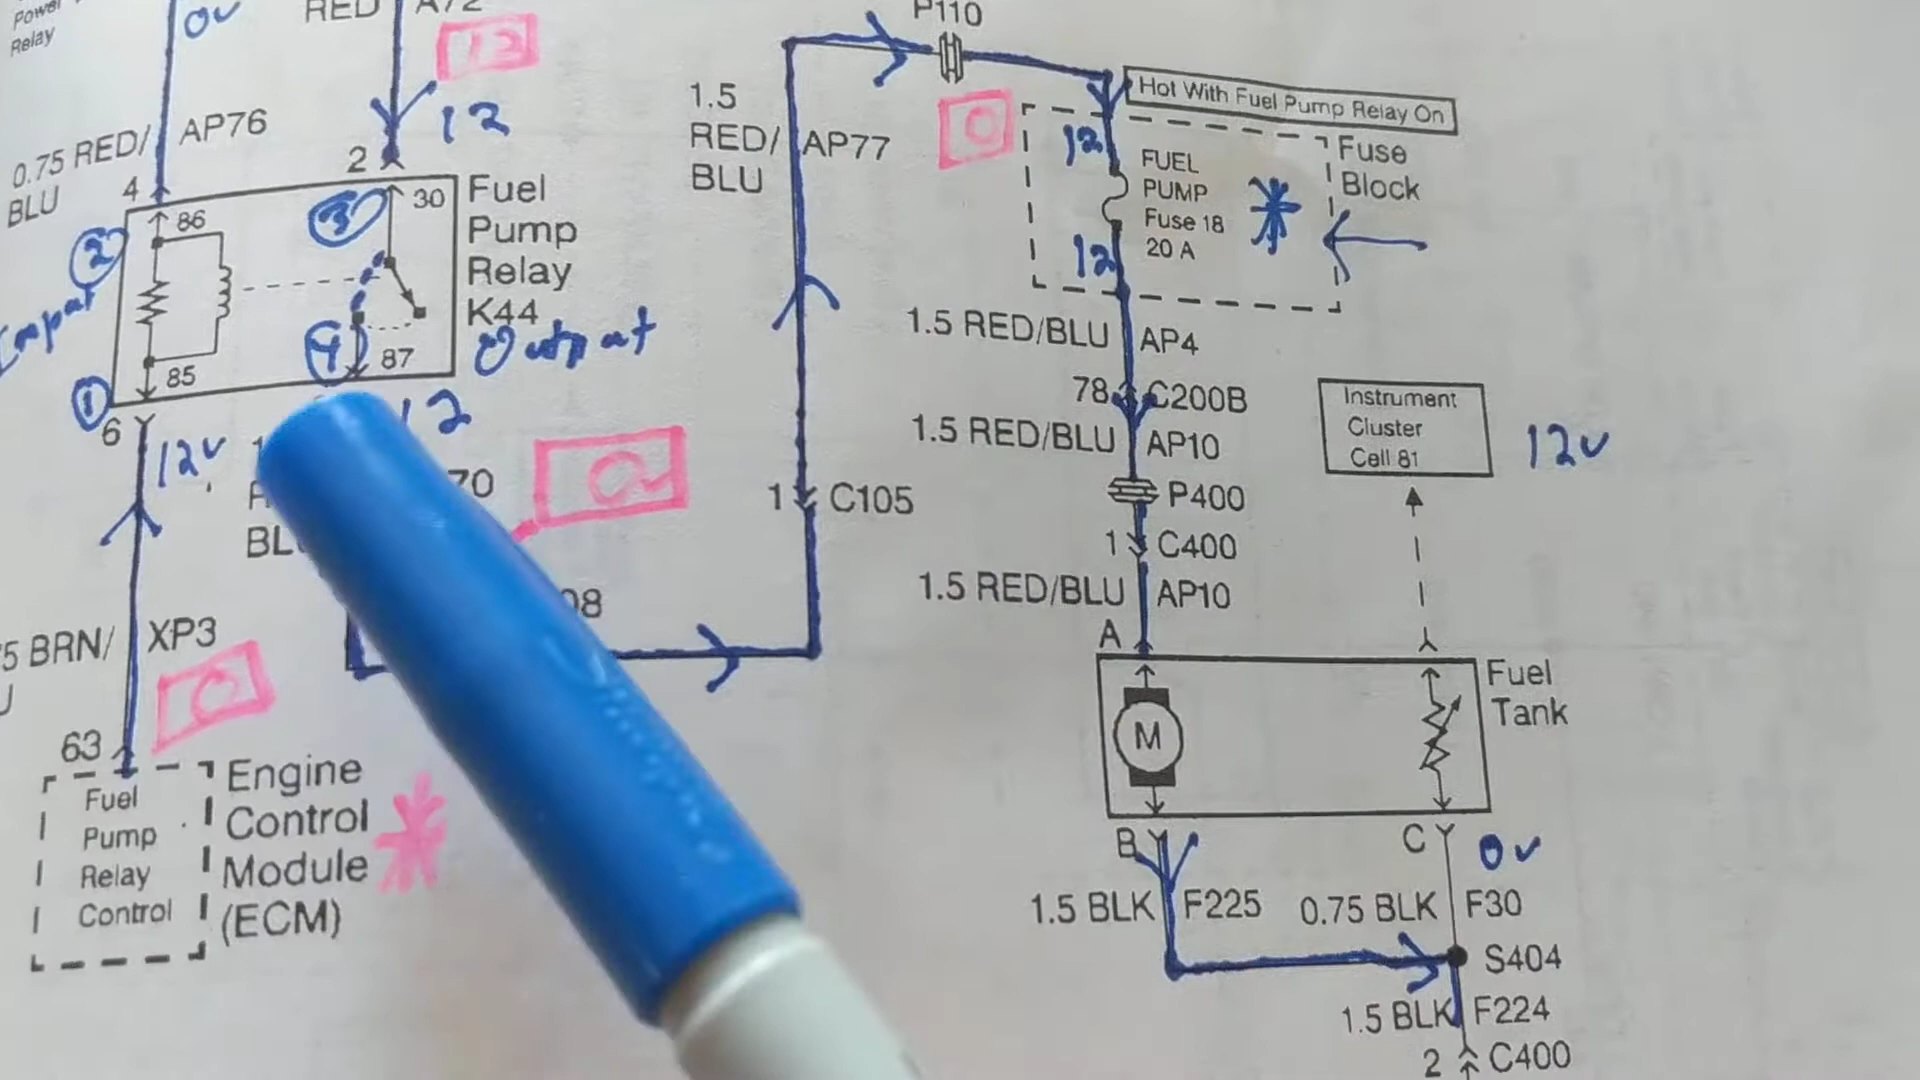 Power
Relay
0v
RED
A72
12
12
0.75 RED/
BLU
AP76
4
2
86
30
85
87
2
3
1
4
Fuel
Pump
Relay
K44
Output
12
6
12v
BL
70
0v
08
5 BRN/
XP3
0
63
Fuel
Pump
Relay
Control
Engine
Control
Module
(ECM)
1.5
RED/
BLU
AP77
1
C105
P110
0
Hot With Fuel Pump Relay On
12
FUEL
PUMP
Fuse 18
20 A
12
Fuse
Block
1.5 RED/BLU
AP4
78
C200B
1.5 RED/BLU
AP10
P400
1
C400
1.5 RED/BLU
AP10
Instrument
Cluster
Cell 81
12v
A
M
Fuel
Tank
B
C
0v
1.5 BLK
F225
0.75 BLK
F30
S404
1.5 BLK
F224
2
C400